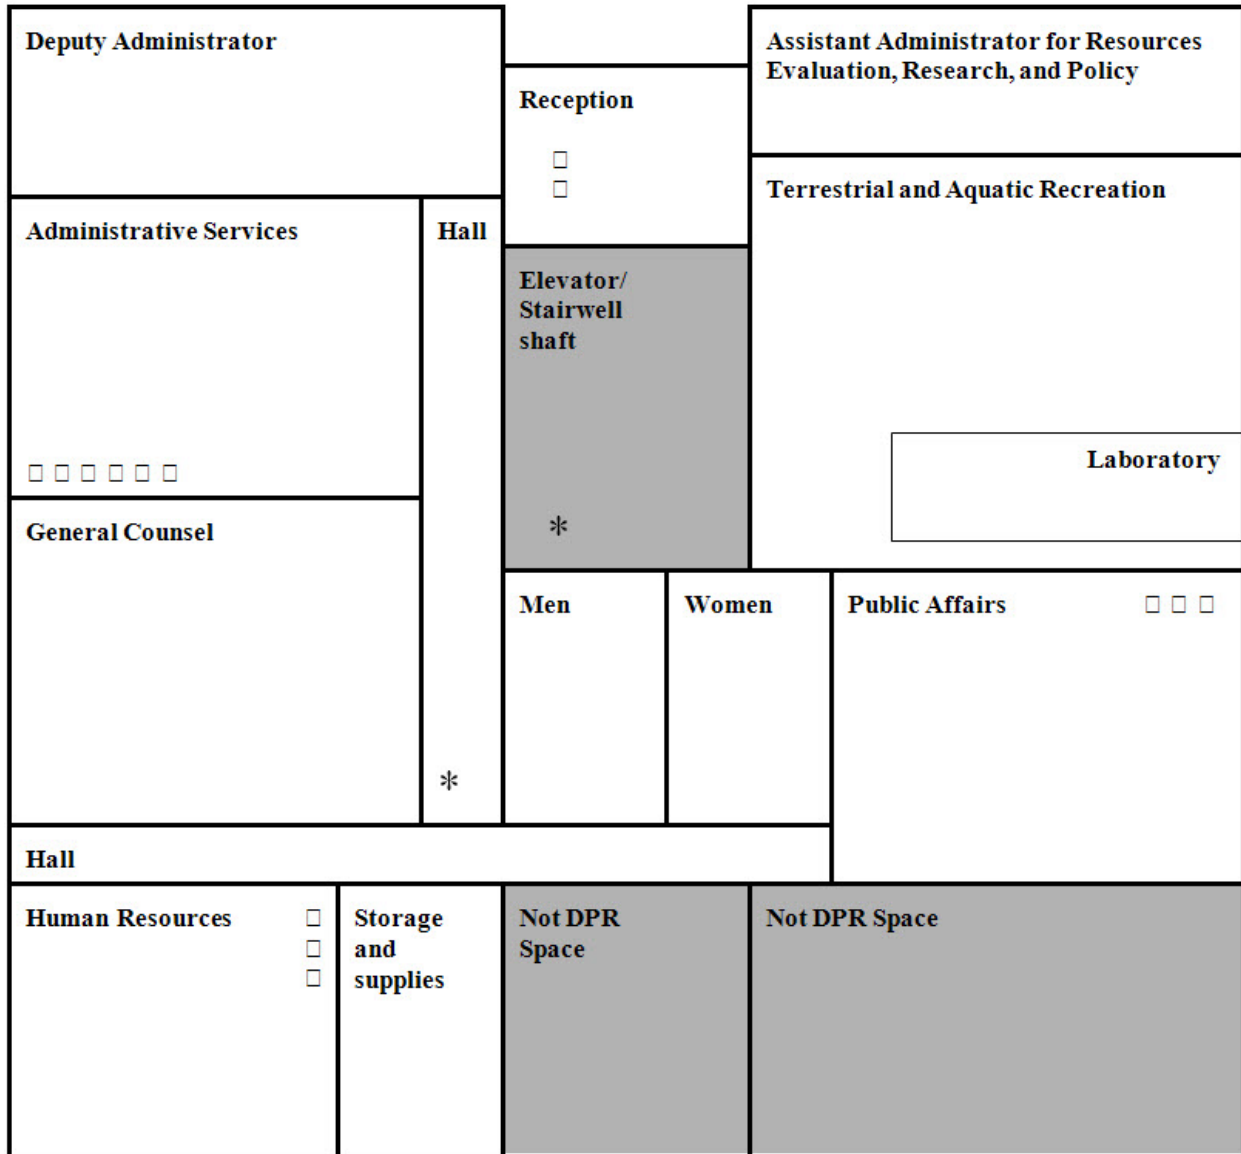 Deputy Administrator
Assistant Administrator for Resources
Evaluation, Research, and Policy
Reception
□
□
Terrestrial and Aquatic Recreation
Administrative Services
Hall
Elevator/
Stairwell
shaft
Laboratory
□ □ □ □ □ □
General Counsel
*
Men
Women
Public Affairs
□ □ □
*
Hall
Human Resources
□
□
□
Storage
and
supplies
Not DPR
Space
Not DPR Space